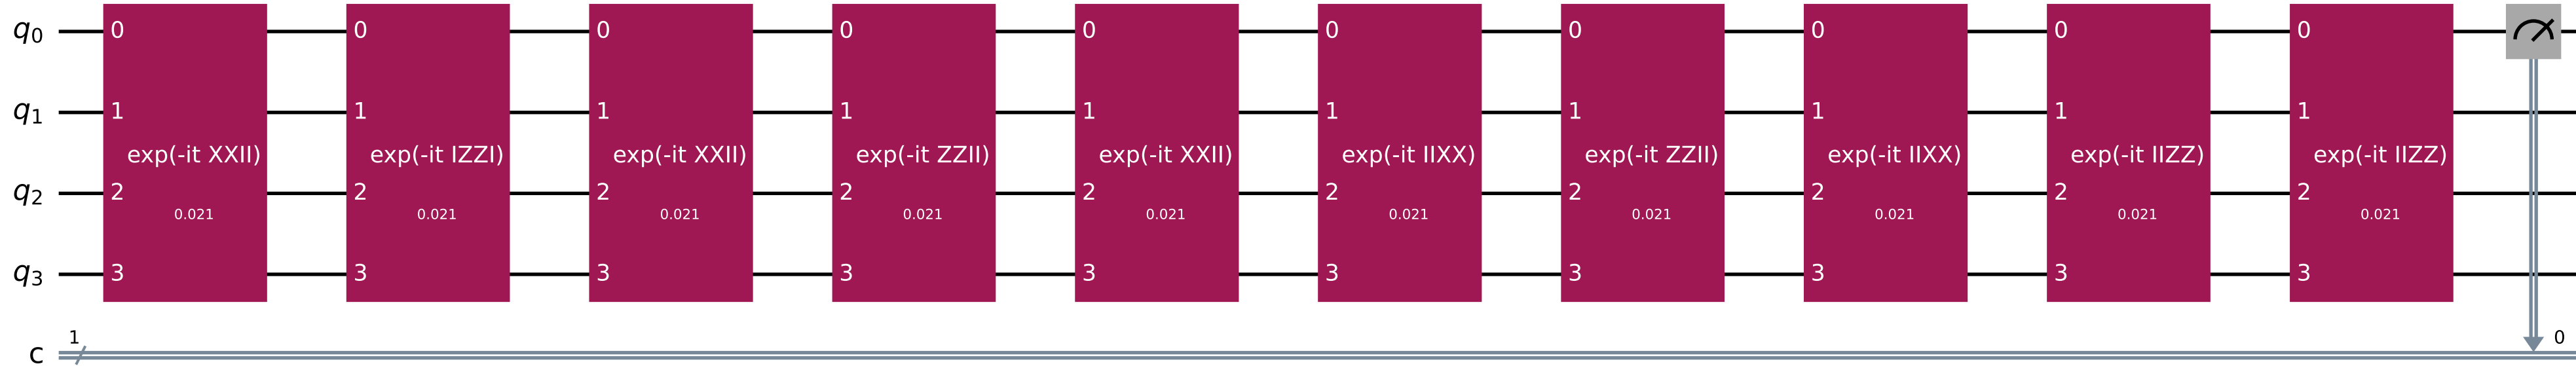 q0 0 0 0 0 0 0 0 0 0 0
q1 1 1 1 1 1 1 1 1 1 1
exp(-it XXII) exp(-it IZZI) exp(-it XXII) exp(-it ZZII) exp(-it XXII) exp(-it IIXX) exp(-it ZZII) exp(-it IIXX) exp(-it IIZZ) exp(-it IIZZ)
q2 2 2 2 2 2 2 2 2 2 2
0.021 0.021 0.021 0.021 0.021 0.021 0.021 0.021 0.021 0.021
q3 3 3 3 3 3 3 3 3 3 3
1 0
c